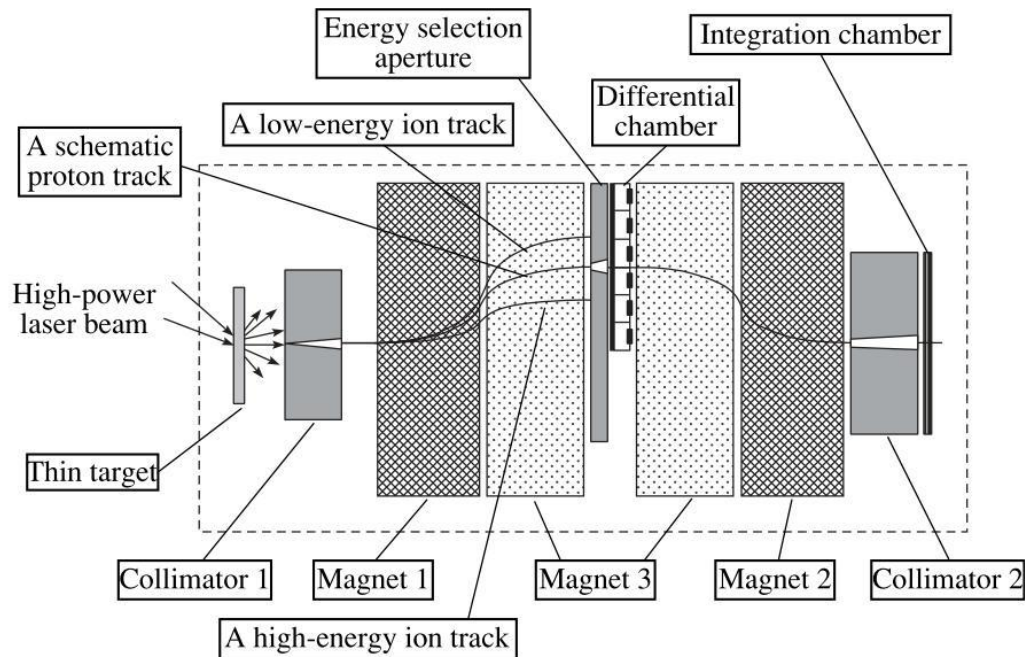 Energy selection
aperture
Integration chamber
A low-energy ion track
Differential
chamber
A schematic
proton track
High-power
laser beam
Thin target
Collimator 1
Magnet 1
Magnet 3
Magnet 2
Collimator 2
A high-energy ion track